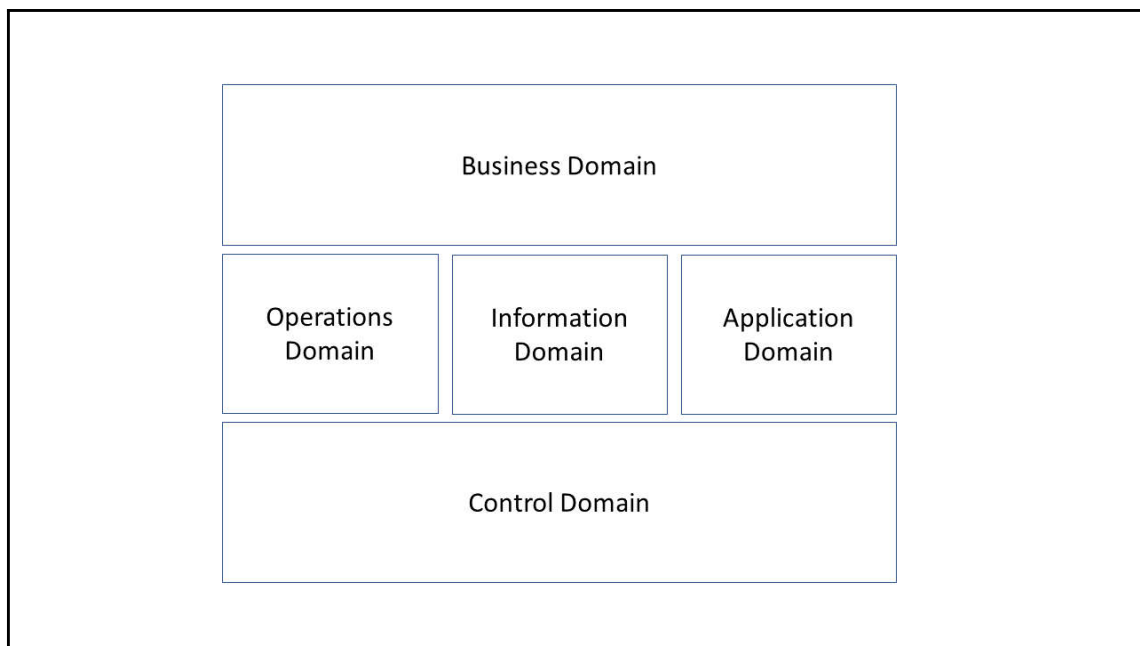 Business Domain
Operations
Domain
Information
Domain
Application
Domain
Control Domain